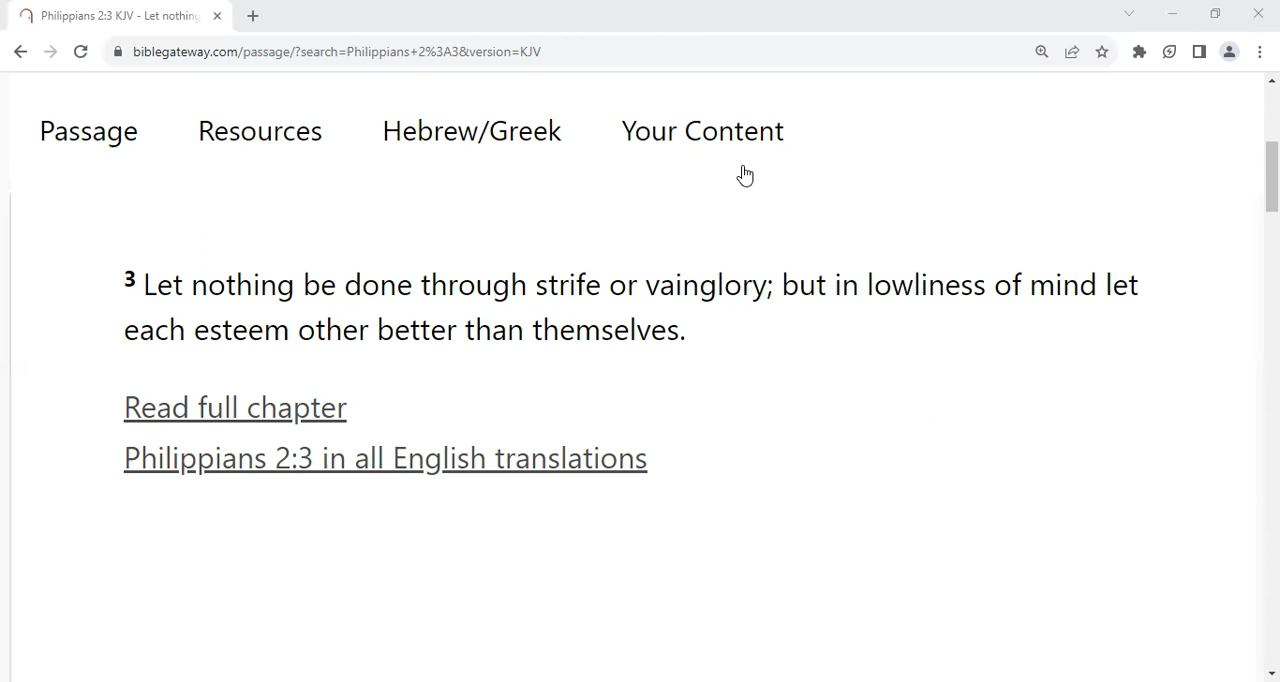 Philippians 2:3 KJV - Let nothing
biblegateway.com/passage/?search=Philippians+2%3A3&version=KJV
Passage Resources Hebrew/Greek Your Content
3 Let nothing be done through strife or vainglory; but in lowliness of mind let
each esteem other better than themselves.
Read full chapter
Philippians 2:3 in all English translations